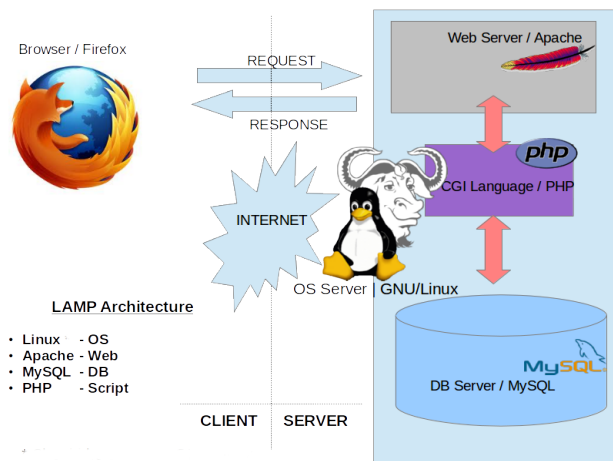 Browser / Firefox
REQUEST
RESPONSE
INTERNET
Web Server / Apache
php
CGI Language / PHP
OS Server | GNU/Linux
MySQL
DB Server / MySQL
LAMP Architecture
• Linux - OS
• Apache - Web
• MySQL - DB
• PHP - Script
CLIENT
SERVER